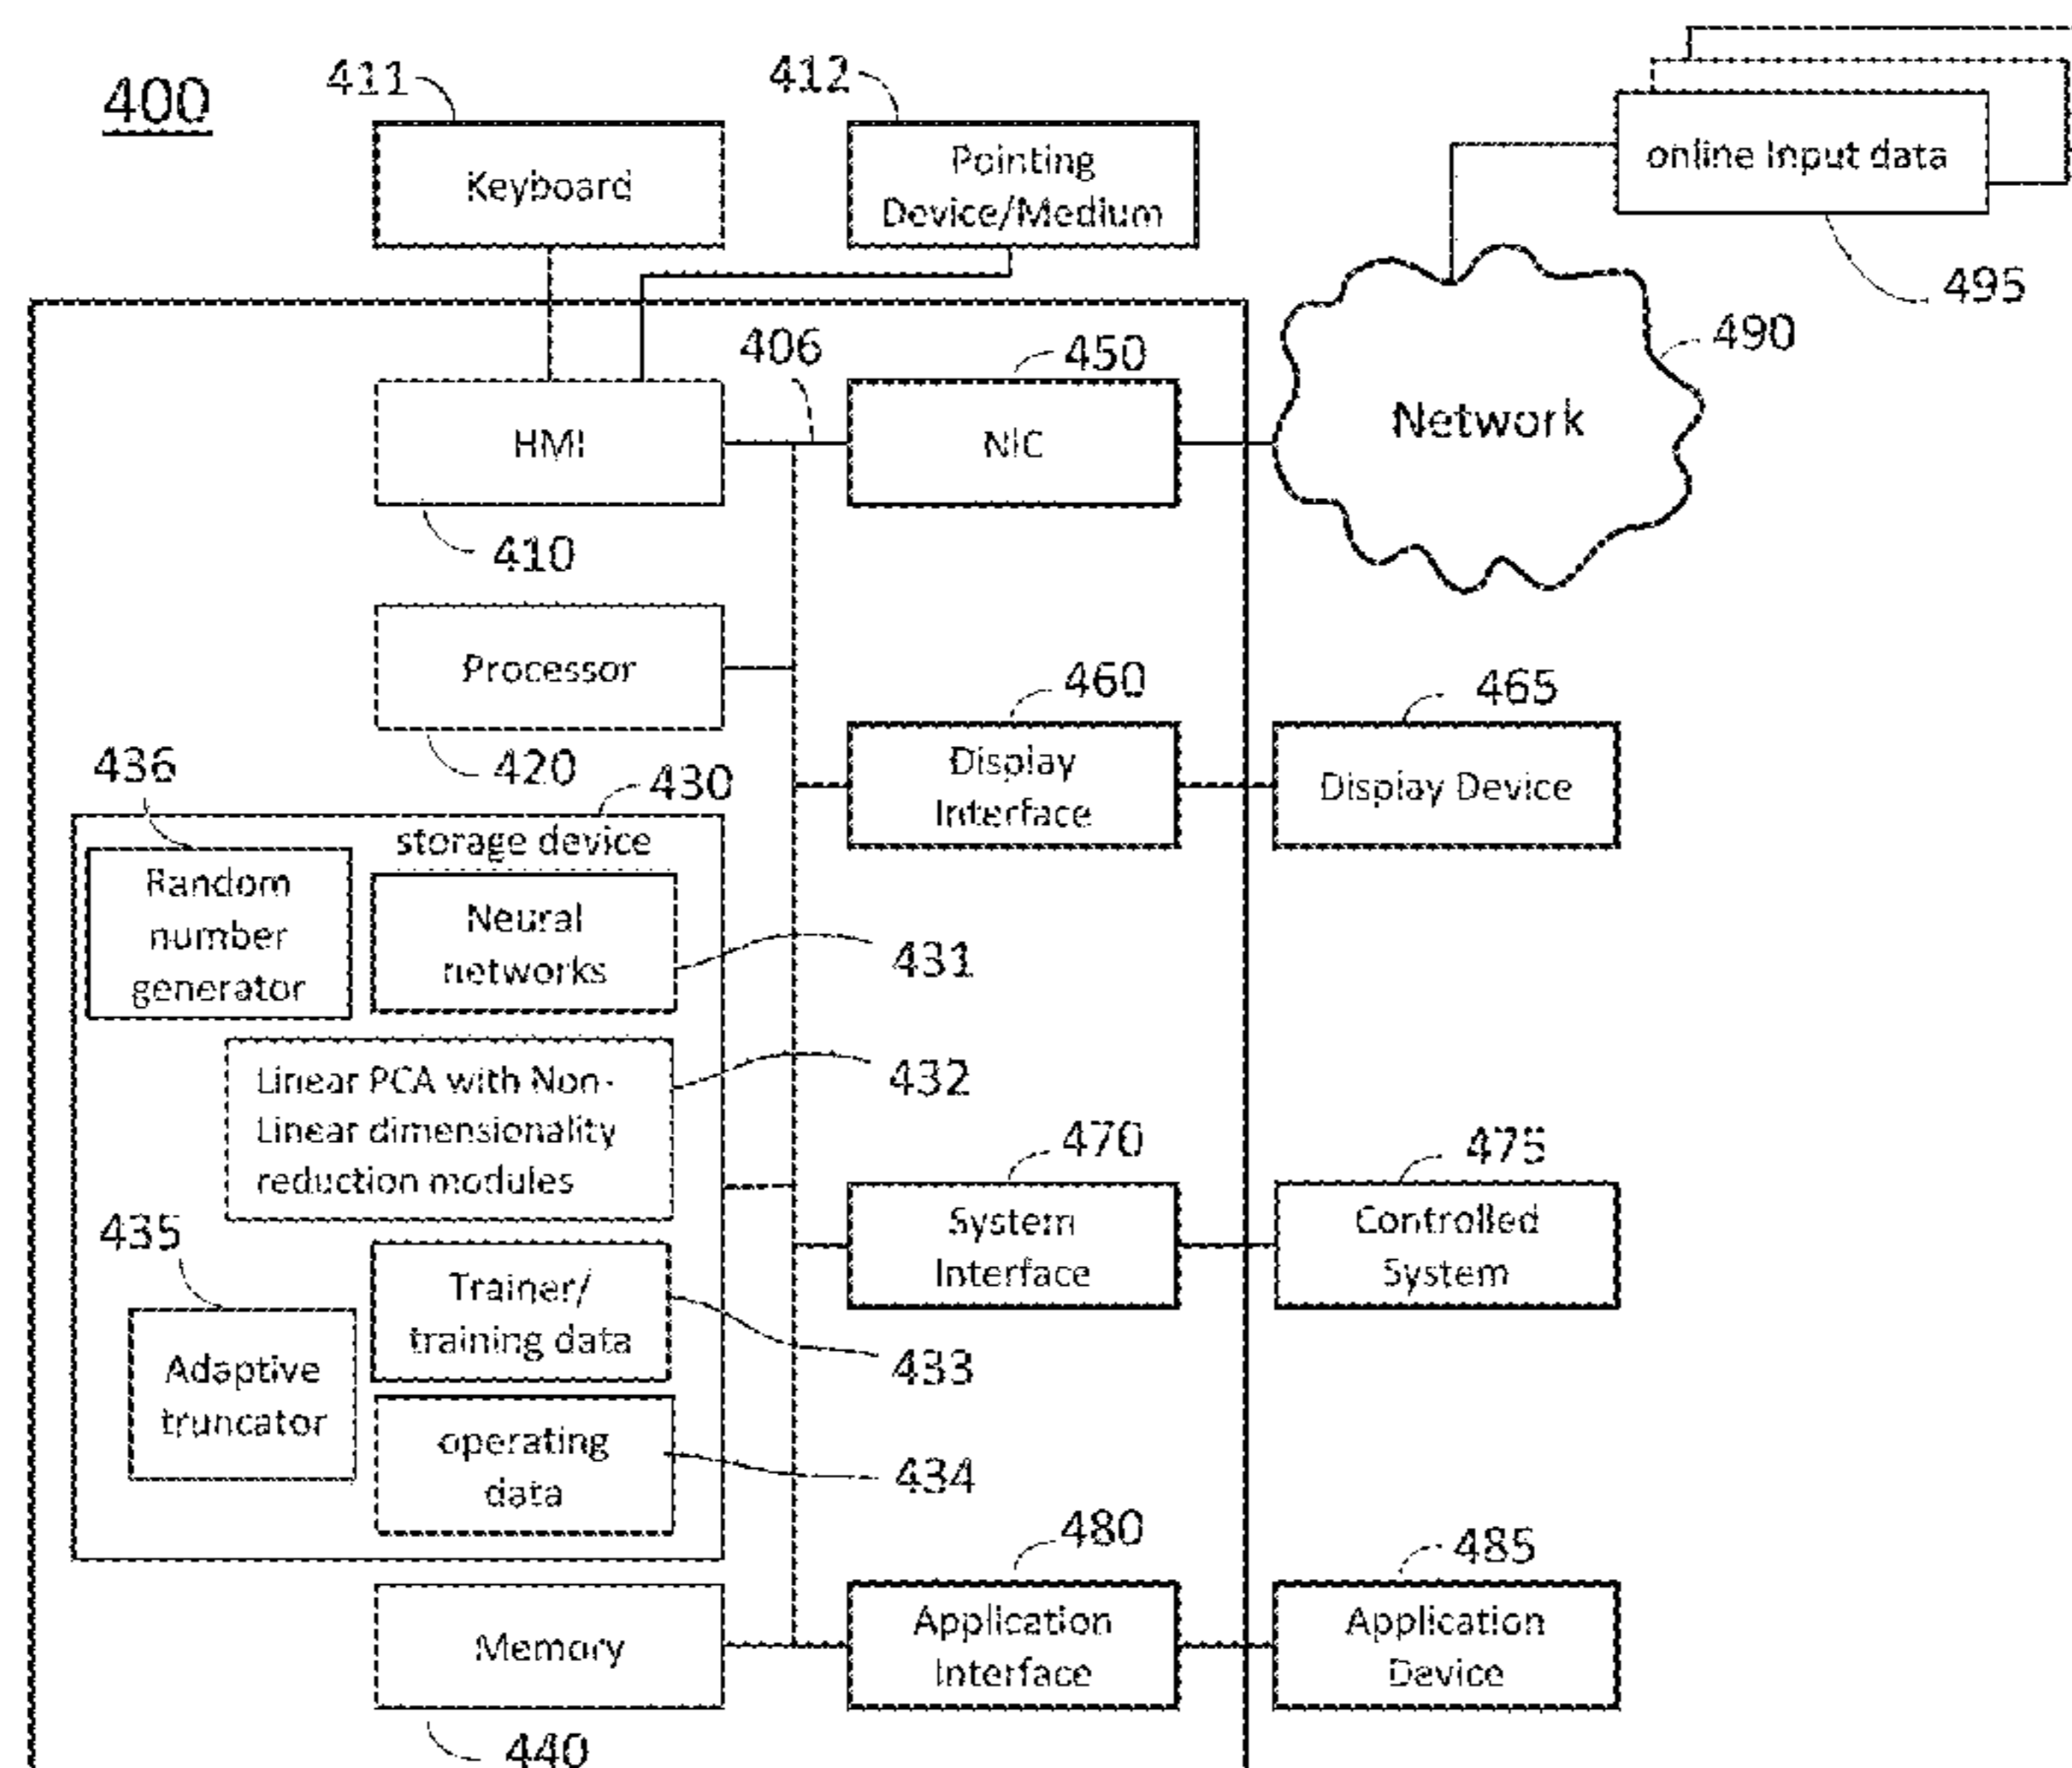 400
411
412
Keyboard
Pointing
Device/Medium
online Input data
495
490
406
450
HMI
NIC
Network
410
Processor
420
460
465
Display
Interface
Display Device
436
430
storage device
Random
number
generator
Neural
networks
431
Linear PCA with Non-
Linear dimensionality
reduction modules
432
470
475
System
Interface
Controlled
System
435
Trainer/
training data
433
Adaptive
truncator
operating
data
434
480
485
Memory
Application
Interface
Application
Device
440